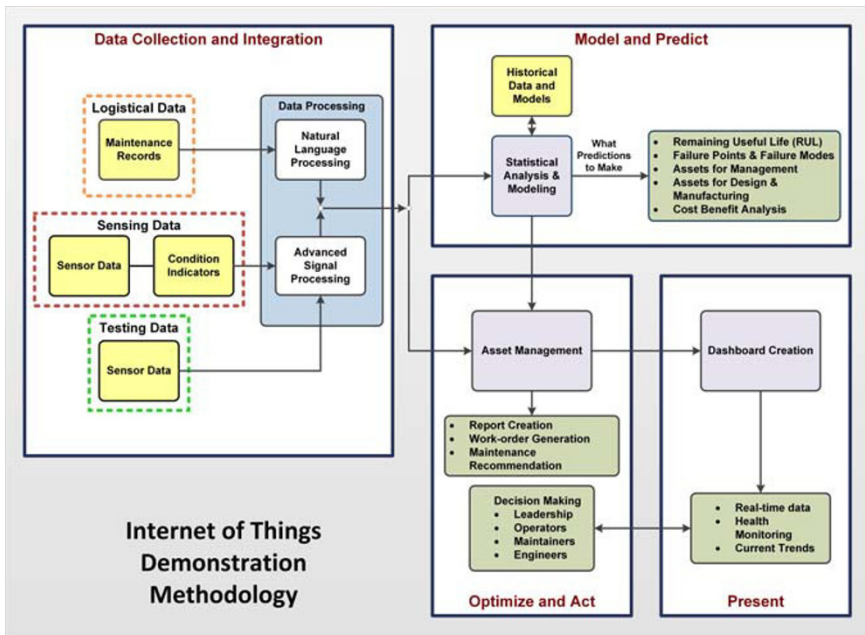 Data Collection and Integration
Logistical Data
Maintenance
Records
Data Processing
Natural
Language
Processing
Sensing Data
Sensor Data
Condition
Indicators
Advanced
Signal
Processing
Testing Data
Sensor Data
Model and Predict
Historical
Data and
Models
Statistical
Analysis &
Modeling
What
Predictions
to Make
• Remaining Useful Life (RUL)
• Failure Points & Failure Modes
• Assets for Management
• Assets for Design &
Manufacturing
• Cost Benefit Analysis
Asset Management
• Report Creation
• Work-order Generation
• Maintenance
Recommendation
Decision Making
• Leadership
• Operators
• Maintainers
• Engineers
Optimize and Act
Dashboard Creation
• Real-time data
• Health
Monitoring
• Current Trends
Present
Internet of Things
Demonstration
Methodology